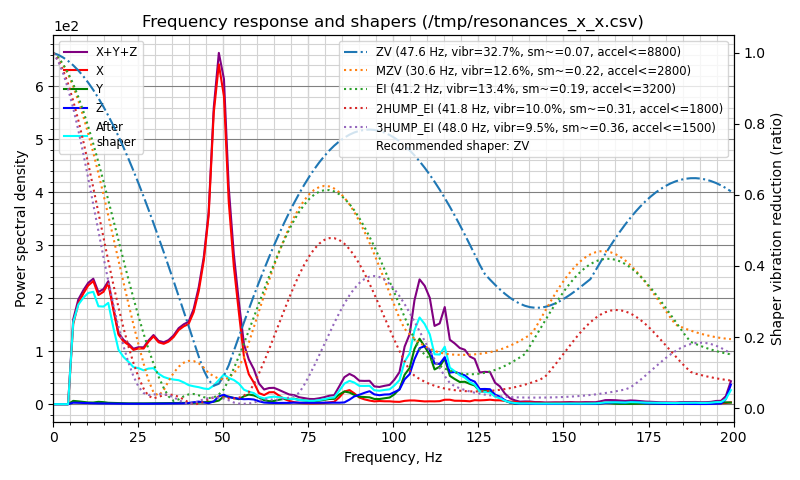 Frequency response and shapers (/tmp/resonances_x_x.csv)
1e2
X+Y+Z
X
Y
Z
After
shaper
ZV (47.6 Hz, vibr=32.7%, sm~=0.07, accel<=8800)
MZV (30.6 Hz, vibr=12.6%, sm~=0.22, accel<=2800)
EI (41.2 Hz, vibr=13.4%, sm~=0.19, accel<=3200)
2HUMP_EI (41.8 Hz, vibr=10.0%, sm~=0.31, accel<=1800)
3HUMP_EI (48.0 Hz, vibr=9.5%, sm~=0.36, accel<=1500)
Recommended shaper: ZV
Power spectral density
6
5
4
3
2
1
0
1.0
0.8
0.6
0.4
0.2
0.0
Shaper vibration reduction (ratio)
0 25 50 75 100 125 150 175 200
Frequency, Hz